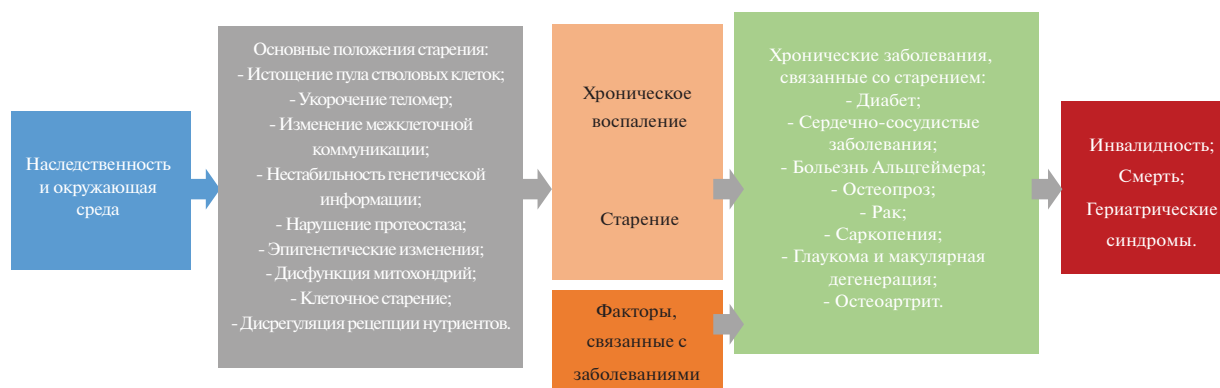 Наследственность
и окружающая
среда
Основные положения старения:
- Истощение пула стволовых клеток;
- Укорочение теломер;
- Изменение межклеточной
коммуникации;
- Нестабильность генетической
информации;
- Нарушение протеостаза;
- Эпигенетические изменения;
- Дисфункция митохондрий;
- Клеточное старение;
- Дисрегуляция рецепции нутриентов.
Хроническое
воспаление
Старение
Факторы,
связанные с
заболеваниями
Хронические заболевания,
связанные со старением:
- Диабет;
- Сердечно-сосудистые
заболевания;
- Больезнь Альцгеймера;
- Остеопроз;
- Рак;
- Саркопения;
- Глаукома и макулярная
дегенерация;
- Остеоартрит.
Инвалидность;
Смерть;
Гериатрические
синдромы.